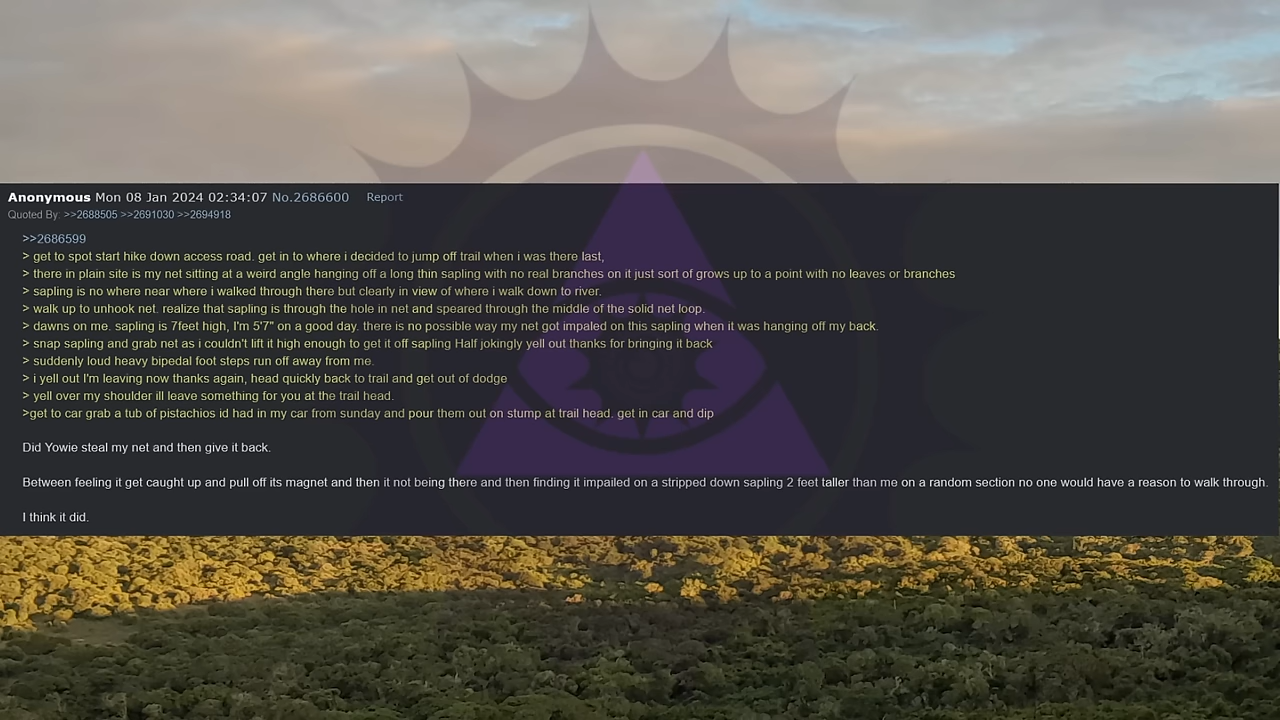 Anonymous Mon 08 Jan 2024 02:34:07 No.2686600 Report
Quoted By: >>2688505 >>2691030 >>2694918
>>2686599
> get to spot start hike down access road. get in to where i decided to jump off trail when i was there last,
> there in plain site is my net sitting at a weird angle hanging off a long thin sapling with no real branches on it just sort of grows up to a point with no leaves or branches
> sapling is no where near where i walked through there but clearly in view of where i walk down to river.
> walk up to unhook net. realize that sapling is through the hole in net and speared through the middle of the solid net loop.
> dawns on me. sapling is 7feet high, I'm 5'7" on a good day. there is no possible way my net got impaled on this sapling when it was hanging off my back.
> snap sapling and grab net as i couldn't lift it high enough to get it off sapling Half jokingly yell out thanks for bringing it back
> suddenly loud heavy bipedal foot steps run off away from me.
> i yell out I'm leaving now thanks again, head quickly back to trail and get out of dodge
> yell over my shoulder ill leave something for you at the trail head.
>get to car grab a tub of pistachios id had in my car from sunday and pour them out on stump at trail head. get in car and dip
Did Yowie steal my net and then give it back.
Between feeling it get caught up and pull off its magnet and then it not being there and then finding it impailed on a stripped down sapling 2 feet taller than me on a random section no one would have a reason to walk through.
I think it did.